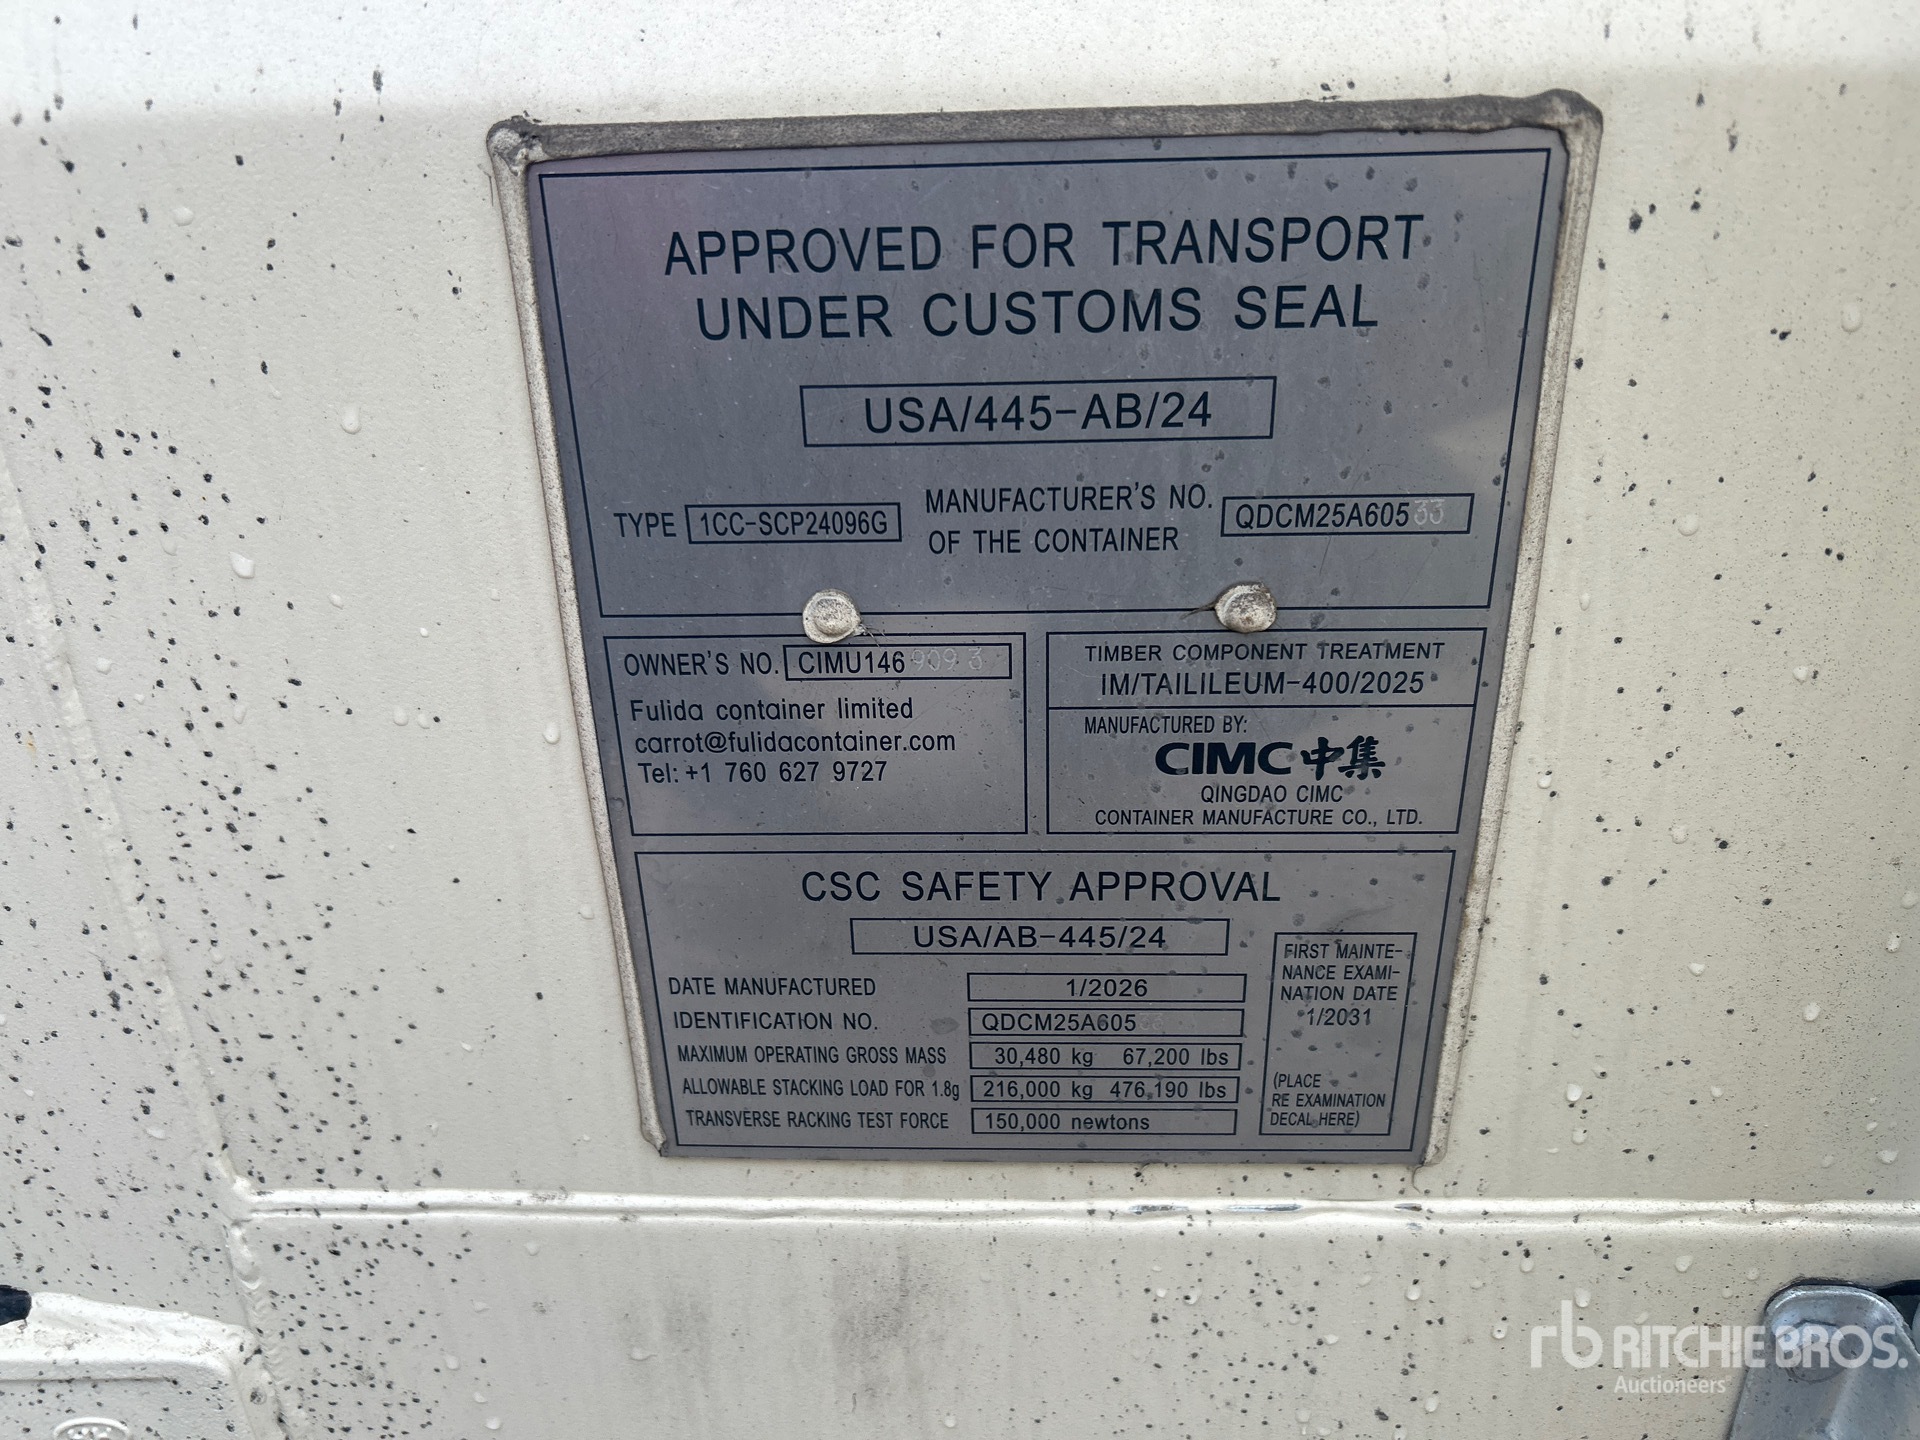 APPROVED FOR TRANSPORT
UNDER CUSTOMS SEAL
USA/445-AB/24
TYPE 1CC-SCP24096G
MANUFACTURER'S NO.
OF THE CONTAINER
QDCM25A60533
OWNER'S NO. CIMU146 909 3
Fulida container limited
carrot@fulidacontainer.com
Tel: +1 760 627 9727
TIMBER COMPONENT TREATMENT
IM/TAILILEUM-400/2025
MANUFACTURED BY:
CIMC 中集
QINGDAO CIMC
CONTAINER MANUFACTURE CO., LTD.
CSC SAFETY APPROVAL
USA/AB-445/24
DATE MANUFACTURED 1/2026
IDENTIFICATION NO. QDCM25A605
MAXIMUM OPERATING GROSS MASS 30,480 kg 67,200 lbs
ALLOWABLE STACKING LOAD FOR 1.8g 216,000 kg 476,190 lbs
TRANSVERSE RACKING TEST FORCE 150,000 newtons
FIRST MAINTE-
NANCE EXAMI-
NATION DATE
1/2031
(PLACE
RE EXAMINATION
DECAL HERE)
rb RITCHIE BROS.
Auctioneers